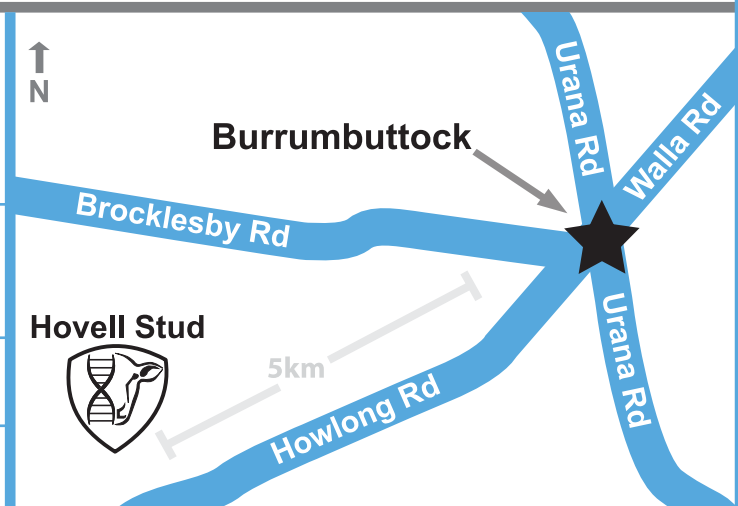 N
Burrumbuttock
Urana Rd
Walla Rd
Brocklesby Rd
Hovell Stud
5km
Howlong Rd
Urana Rd